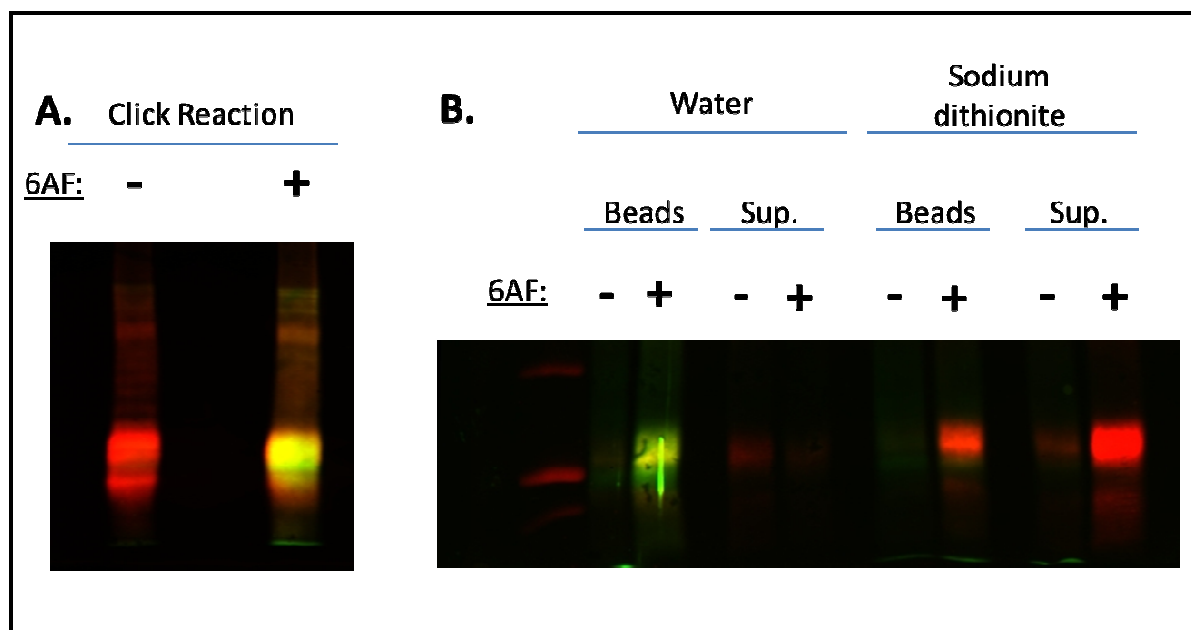 A.
Click Reaction
6AF: - +
B.
Water
Sodium
dithionite
Beads Sup. Beads Sup.
6AF: - + - + - + - +